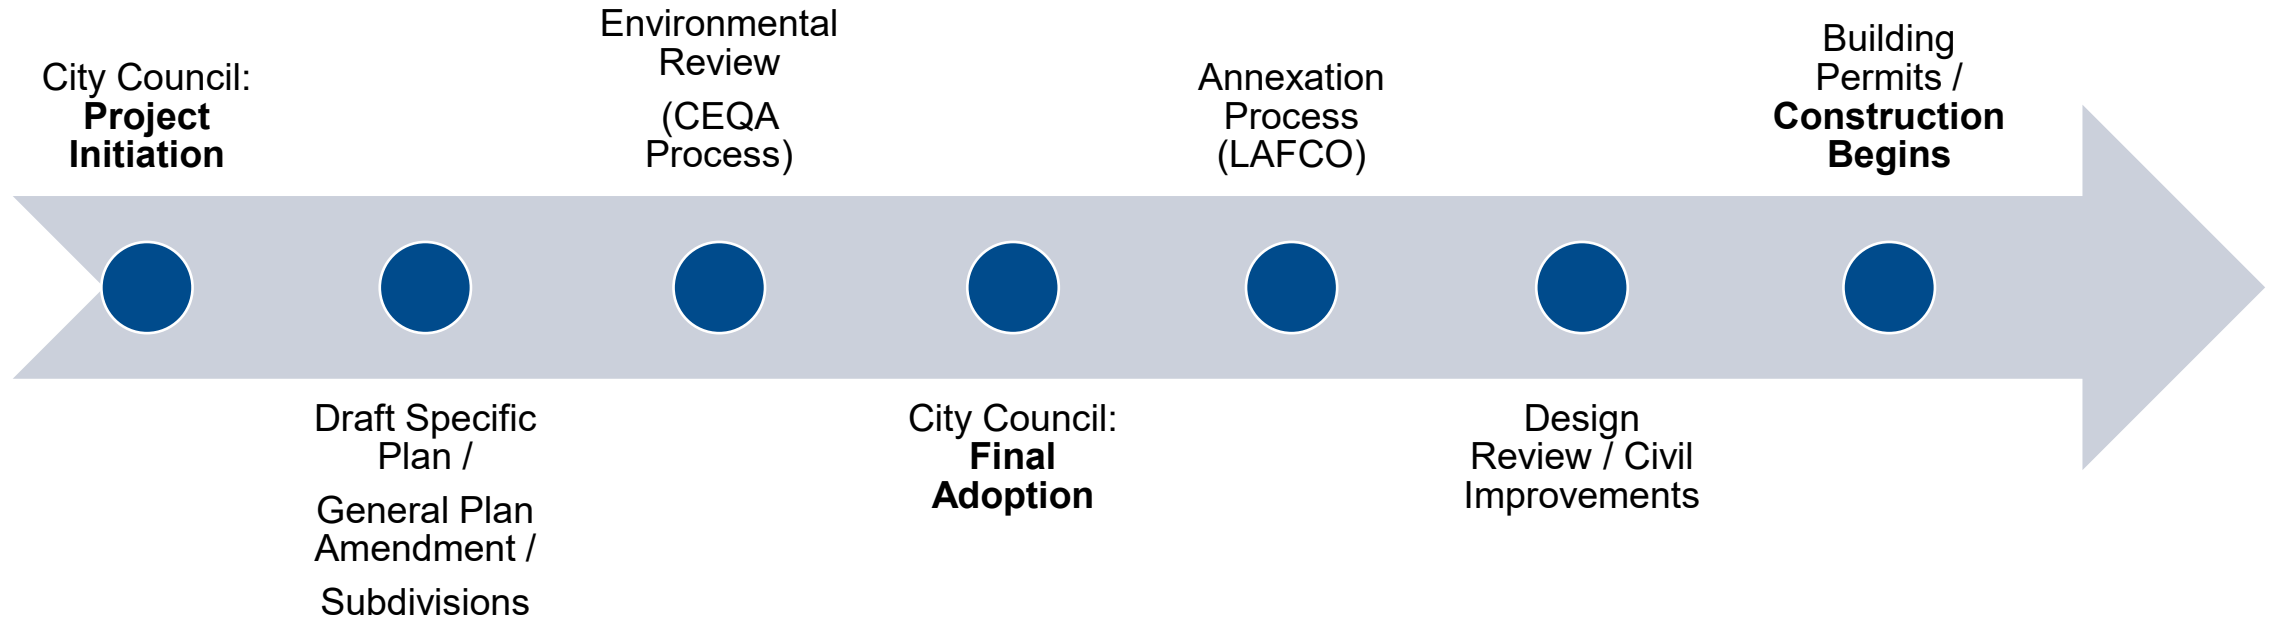 City Council:
Project
Initiation
Draft Specific
Plan /
General Plan
Amendment /
Subdivisions
Environmental
Review
(CEQA
Process)
City Council:
Final
Adoption
Annexation
Process
(LAFCO)
Design
Review / Civil
Improvements
Building
Permits /
Construction
Begins